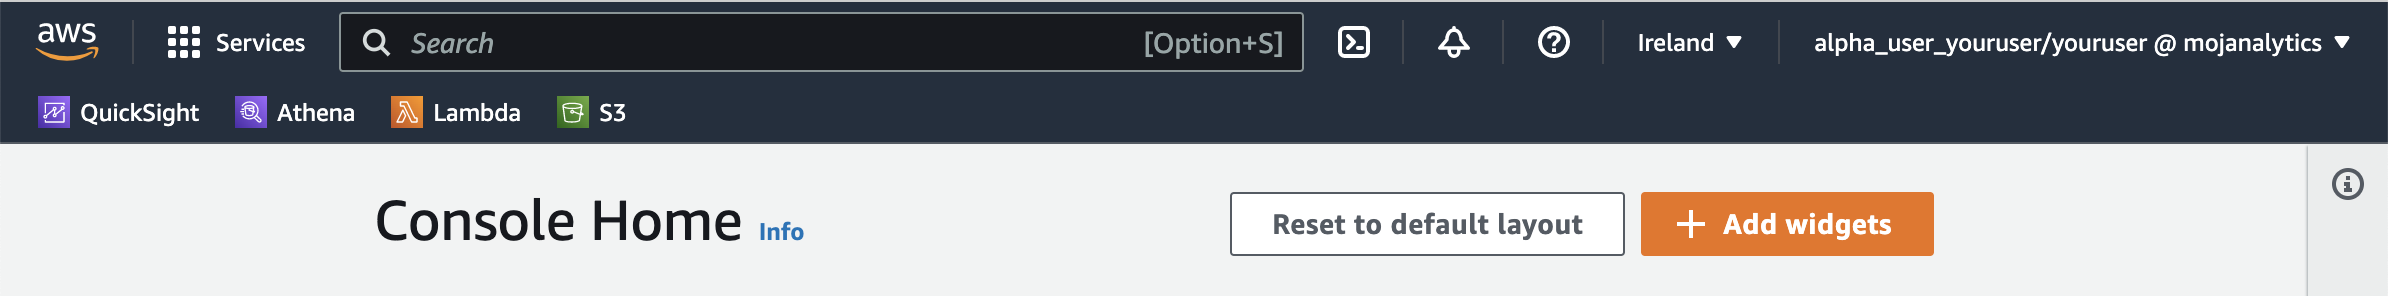 aws Services Search [Option+S] Ireland alpha_user_youruser/youruser @ mojanalytics
QuickSight Athena Lambda S3
Console Home Info Reset to default layout Add widgets